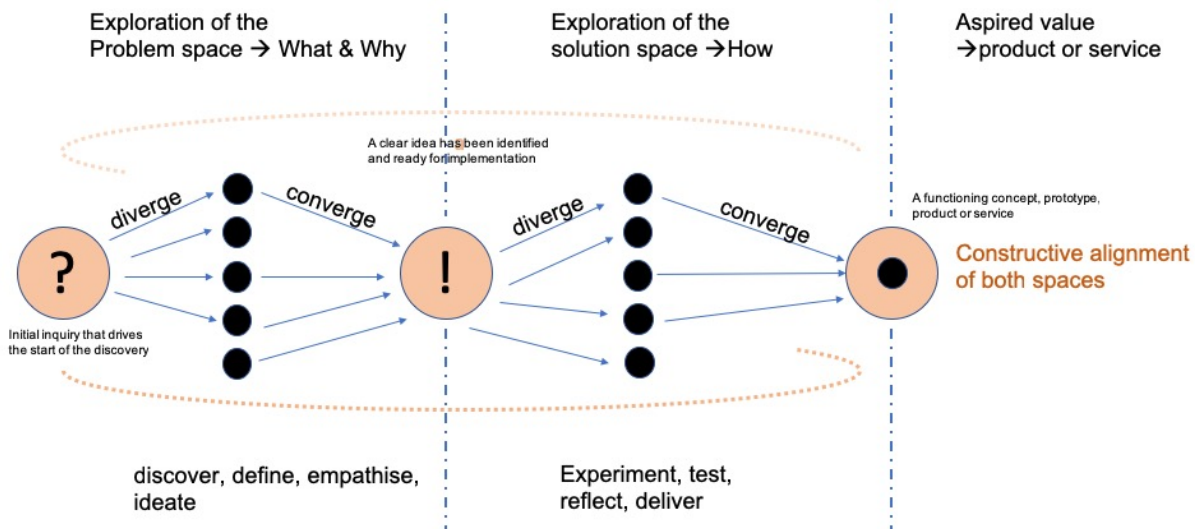 Exploration of the
Problem space → What & Why
Exploration of the
solution space →How
Aspired value
→product or service
A clear idea has been identified
and ready for implementation
diverge
converge
diverge
converge
A functioning concept, prototype,
product or service
?
!
Constructive alignment
of both spaces
Initial inquiry that drives
the start of the discovery
discover, define, empathise,
ideate
Experiment, test,
reflect, deliver